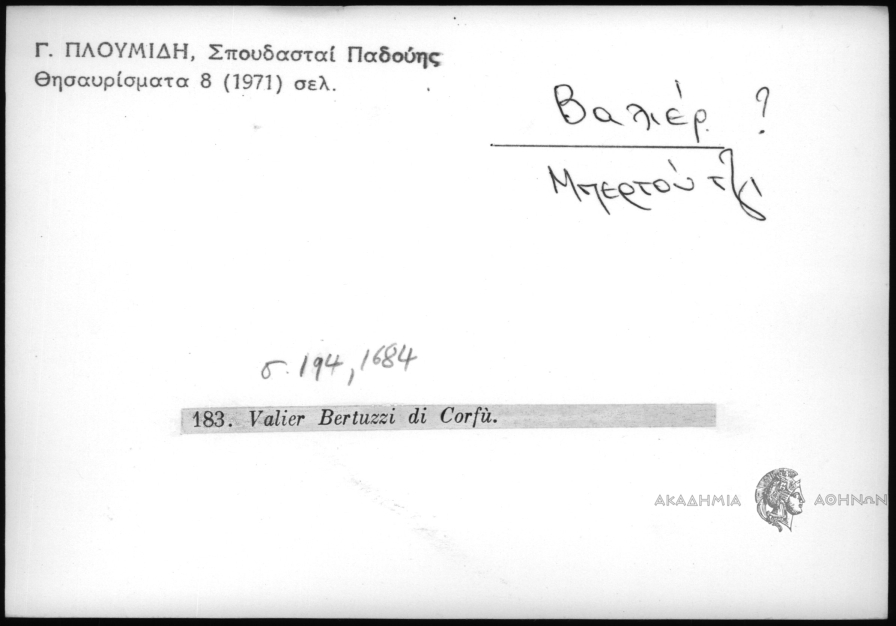 Γ. ΠΛΟΥΜΙΔΗ, Σπουδασταί Παδούης
Θησαυρίσματα 8 (1971) σελ.
Βαλιέρ ?
Μπερτούτζι
σ. 194, 1684
183. Valier Bertuzzi di Corfù.
ΑΚΑΔΗΜΙΑ ΑΘΗΝΩΝ